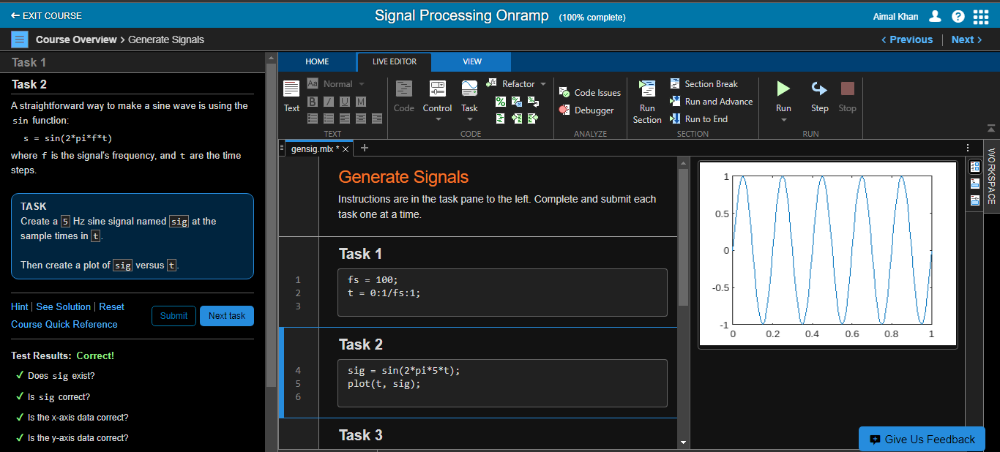 EXIT COURSE
Signal Processing Onramp (100% complete)
Aimal Khan
Course Overview > Generate Signals
< Previous | Next >
Task 1
Task 2
A straightforward way to make a sine wave is using the
sin function:
s = sin(2*pi*f*t)
where f is the signal's frequency, and t are the time
steps.
TASK
Create a 5 Hz sine signal named sig at the
sample times in t.
Then create a plot of sig versus t.
Hint | See Solution | Reset
Course Quick Reference
Submit
Next task
Test Results: Correct!
✓ Does sig exist?
✓ Is sig correct?
✓ Is the x-axis data correct?
✓ Is the y-axis data correct?
HOME
LIVE EDITOR
VIEW
Text
Aa Normal
B I U M
TEXT
Code
Control
Task
Refactor
CODE
Code Issues
Debugger
ANALYZE
Run
Section
Section Break
Run and Advance
Run to End
SECTION
Run
Step
Stop
RUN
gensig.mlx * × +
WORKSPACE
Generate Signals
Instructions are in the task pane to the left. Complete and submit each
task one at a time.
Task 1
1 fs = 100;
2 t = 0:1/fs:1;
3
Task 2
4 sig = sin(2*pi*5*t);
5 plot(t, sig);
6
Task 3
1
0.5
0
-0.5
-1
0 0.2 0.4 0.6 0.8 1
Give Us Feedback